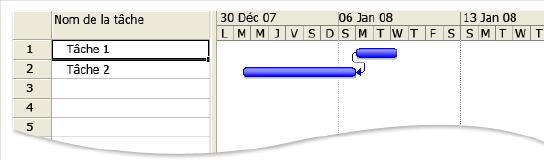 Nom de la tâche 30 Déc 07 06 Jan 08 13 Jan 08
L M M J V S D S M T W T F S S M T W T
1 Tâche 1
2 Tâche 2
3
4
5